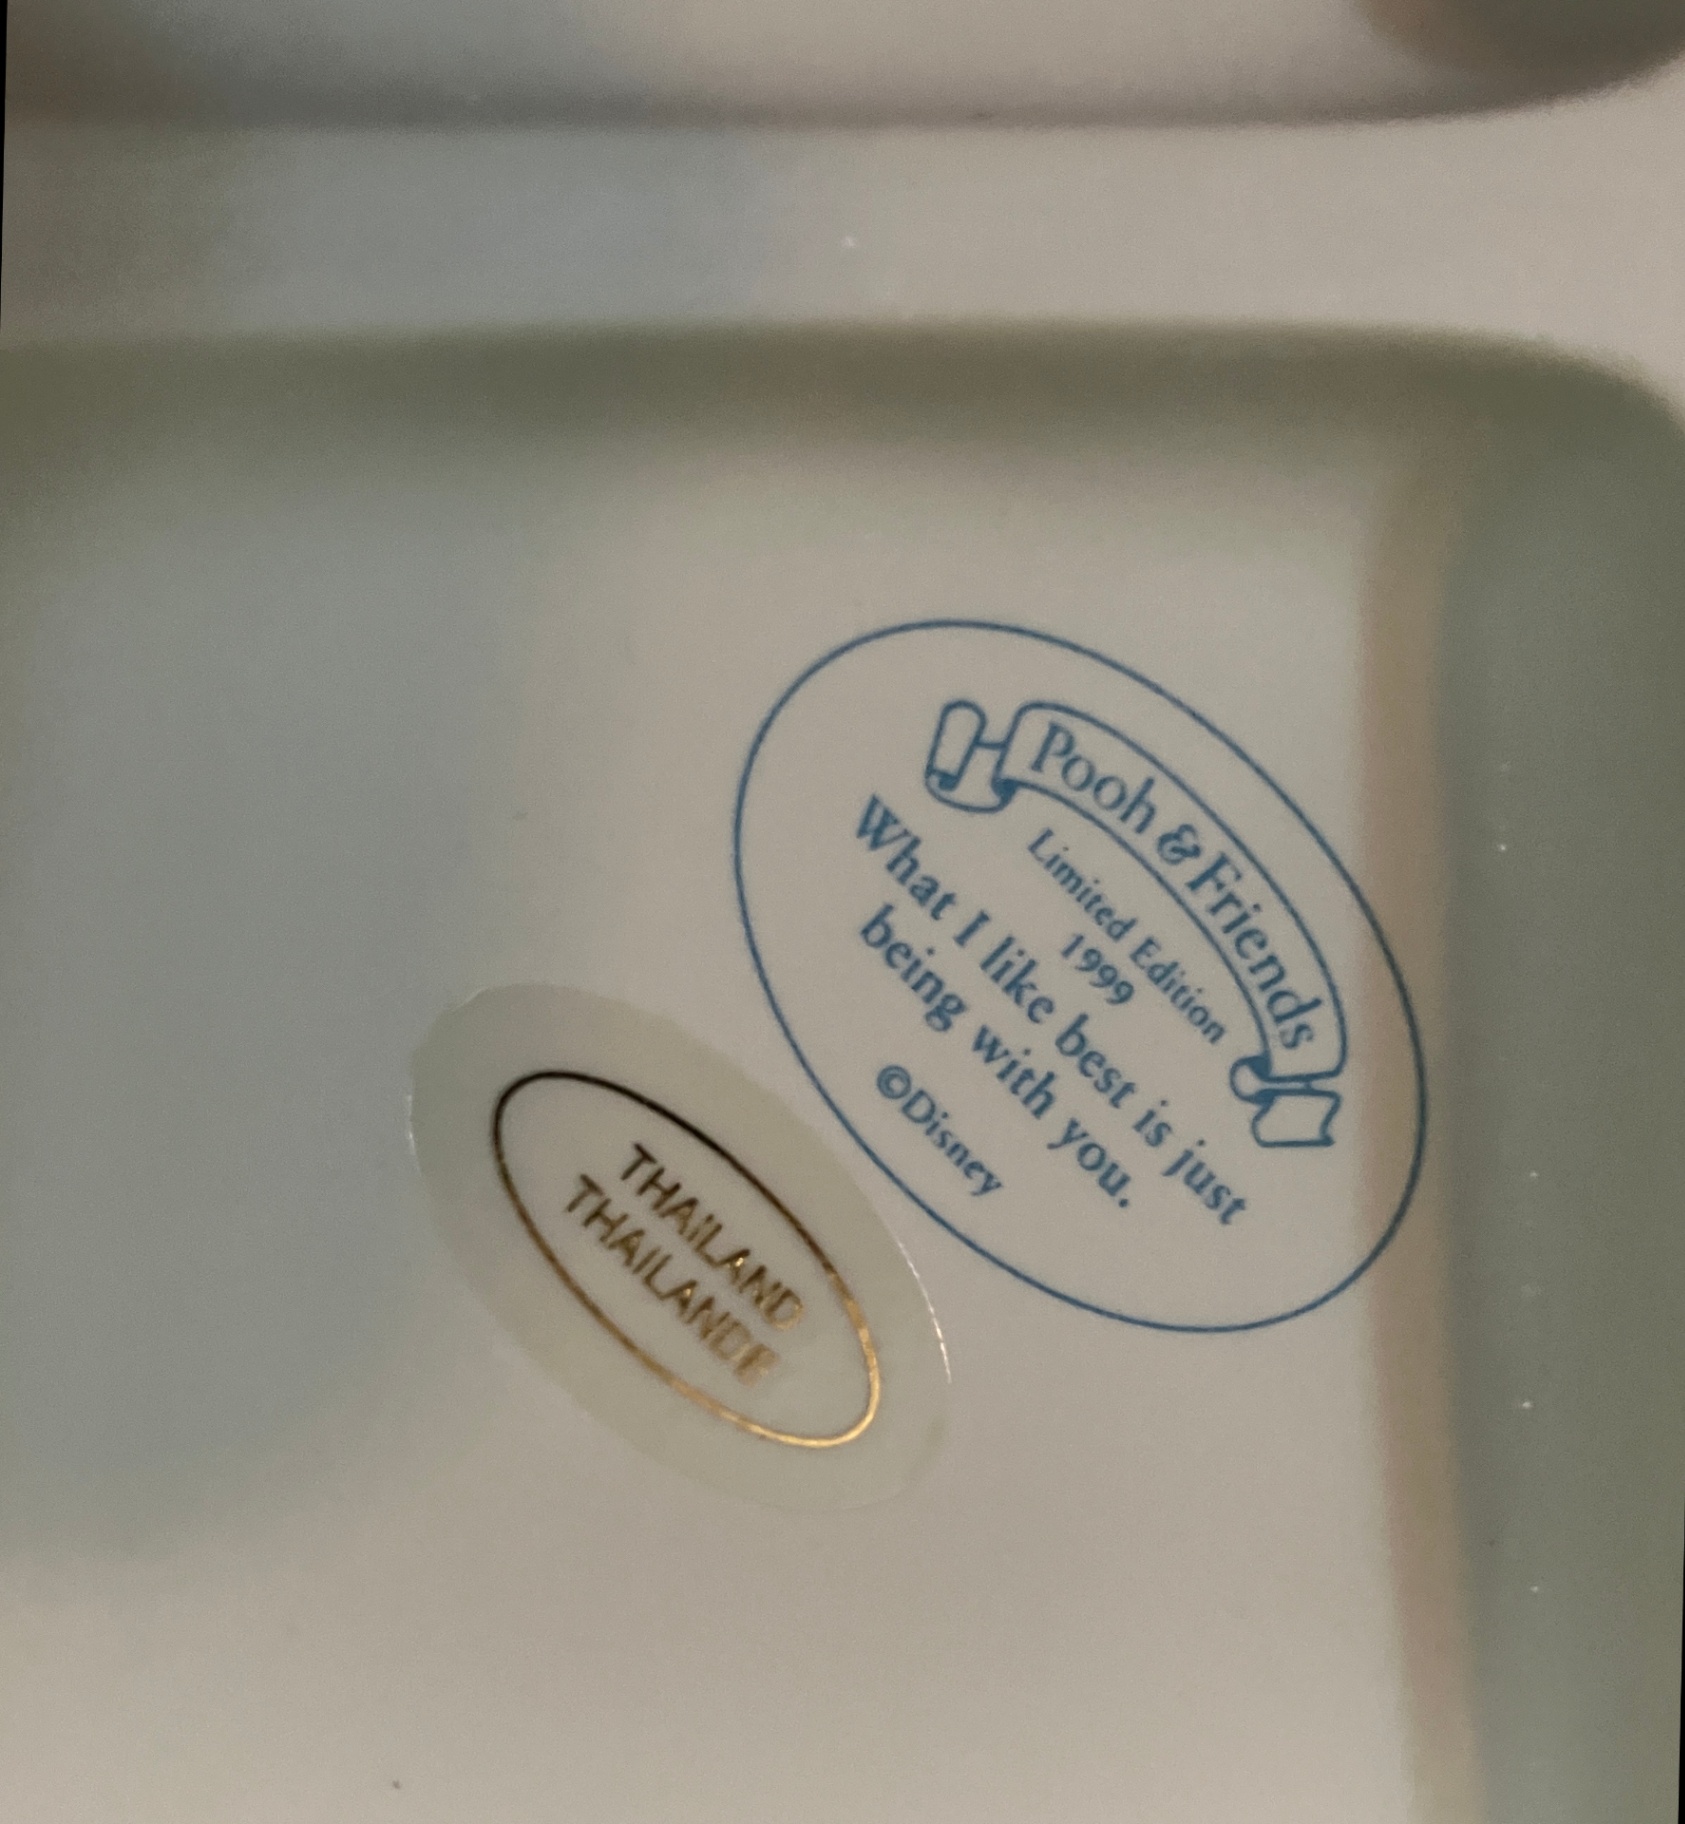 Pooh & Friends
Limited Edition
1999
What I like best is just
being with you.
©Disney
THAILAND
THAILANDE